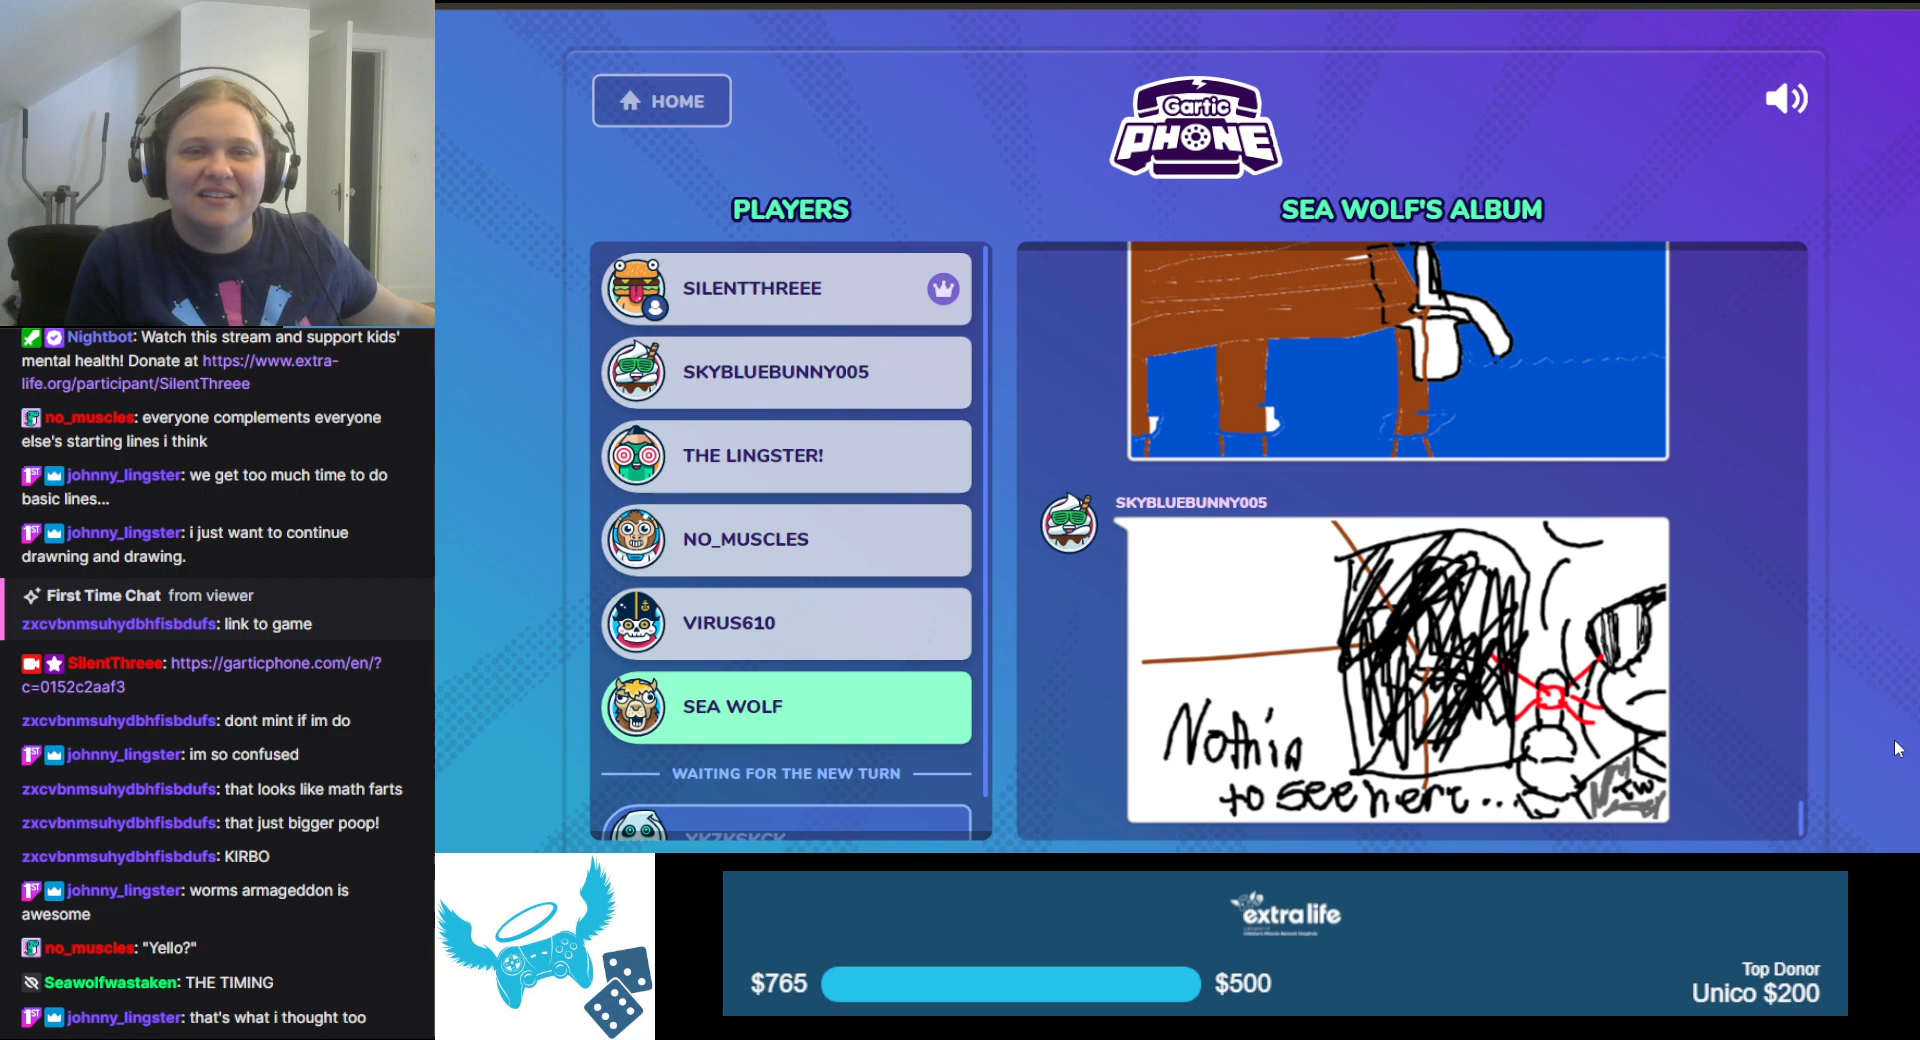 HOME
Gartic
PHONE
PLAYERS
SILENTTHREEE
SKYBLUEBUNNY005
THE LINGSTER!
NO_MUSCLES
VIRUS610
SEA WOLF
WAITING FOR THE NEW TURN
SEA WOLF'S ALBUM
SKYBLUEBUNNY005
Nothin
to see here...
Nightbot: Watch this stream and support kids'
mental health! Donate at https://www.extra-
life.org/participant/SilentThreee
no_muscles: everyone complements everyone
else's starting lines i think
1ST johnny_lingster: we get too much time to do
basic lines...
1ST johnny_lingster: i just want to continue
drawning and drawing.
First Time Chat from viewer
zxcvbnmsuhydbhfisbdufs: link to game
SilentThreee: https://garticphone.com/en/?
c=0152c2aaf3
zxcvbnmsuhydbhfisbdufs: dont mint if im do
1ST johnny_lingster: im so confused
zxcvbnmsuhydbhfisbdufs: that looks like math farts
zxcvbnmsuhydbhfisbdufs: that just bigger poop!
zxcvbnmsuhydbhfisbdufs: KIRBO
1ST johnny_lingster: worms armageddon is
awesome
no_muscles: "Yello?"
Seawolfwastaken: THE TIMING
1ST johnny_lingster: that's what i thought too
extra life
$765
$500
Top Donor
Unico $200